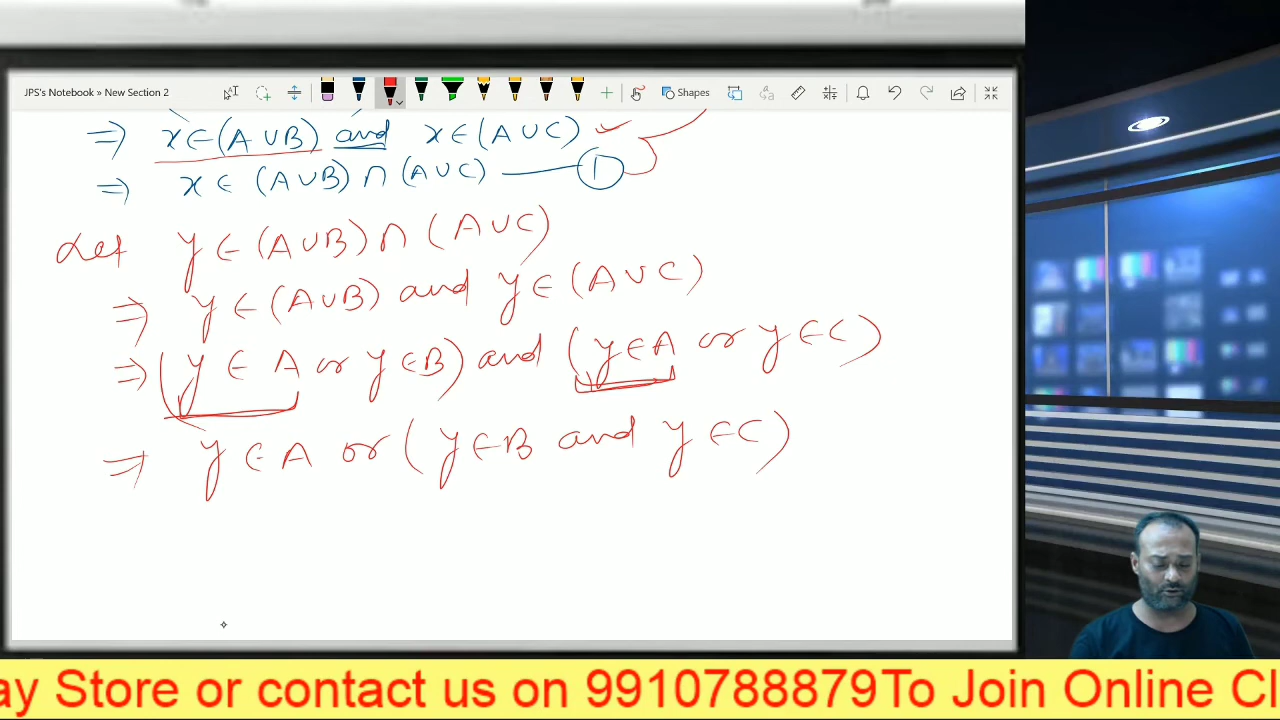 JPS's Notebook » New Section 2
Shapes
⇒ x∈(A∪B) and x∈(A∪C)
⇒ x∈(A∪B)∩(A∪C) — 1
Let y∈(A∪B)∩(A∪C)
⇒ y∈(A∪B) and y∈(A∪C)
⇒ (y∈A or y∈B) and (y∈A or y∈C)
⇒ y∈A or (y∈B and y∈C)
ay Store or contact us on 9910788879To Join Online Cl